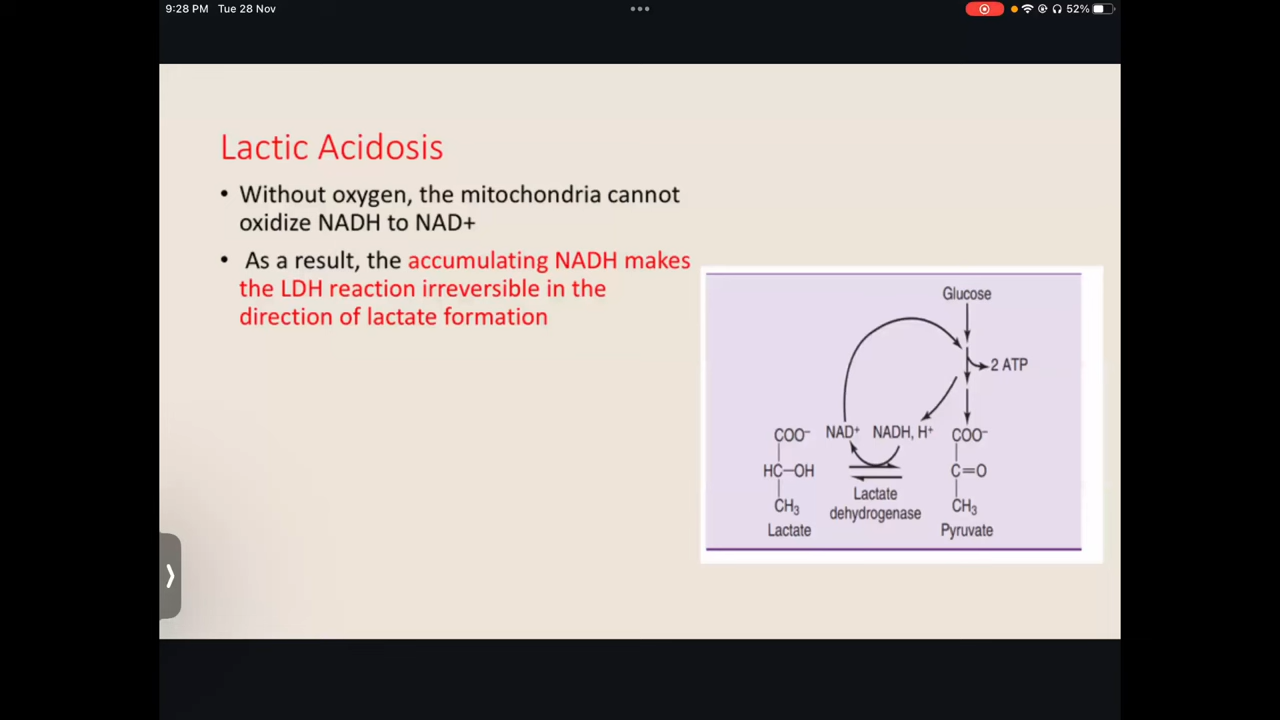 9:28 PM Tue 28 Nov
52%
Lactic Acidosis
• Without oxygen, the mitochondria cannot
oxidize NADH to NAD+
• As a result, the accumulating NADH makes
the LDH reaction irreversible in the
direction of lactate formation
Glucose
2 ATP
COO⁻ NAD⁺ NADH, H⁺ COO⁻
HC–OH C=O
Lactate
CH₃ dehydrogenase CH₃
Lactate Pyruvate